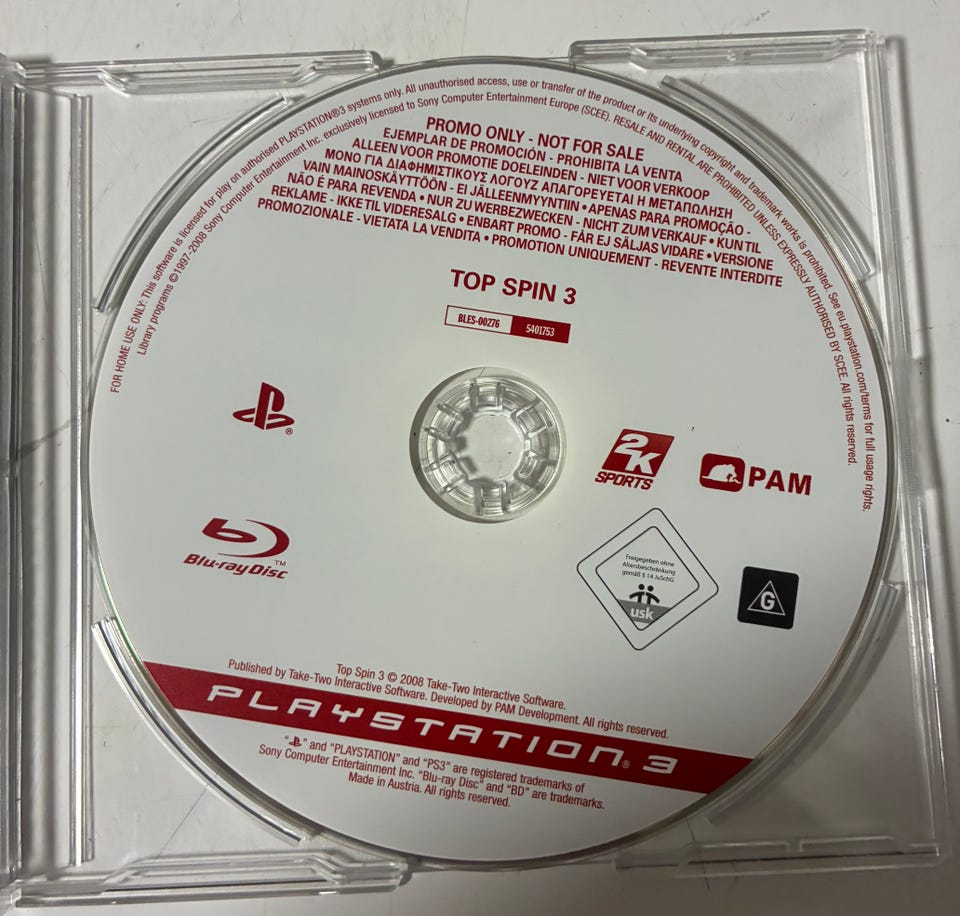 FOR HOME USE ONLY: This software is licensed for play on authorised PLAYSTATION®3 systems only. All unauthorised access, use or transfer of the product or its underlying copyright and trademark works is prohibited. See eu.playstation.com/terms for full usage rights.
Library programs ©1997-2008 Sony Computer Entertainment Inc. exclusively licensed to Sony Computer Entertainment Europe (SCEE). RESALE AND RENTAL ARE PROHIBITED UNLESS EXPRESSLY AUTHORISED BY SCEE. All rights reserved.
PROMO ONLY - NOT FOR SALE
EJEMPLAR DE PROMOCIÓN - PROHIBITA LA VENTA
ALLEEN VOOR PROMOTIE DOELEINDEN - NIET VOOR VERKOOP
ΜΟΝΟ ΓΙΑ ΔΙΑΦΗΜΙΣΤΙΚΟΥΣ ΛΟΓΟΥΣ ΑΠΑΓΟΡΕΥΕΤΑΙ Η ΜΕΤΑΠΩΛΗΣΗ
VAIN MAINOSKÄYTTÖÖN - EI JÄLLEENMYYNTIIN • APENAS PARA PROMOÇÃO -
NÃO É PARA REVENDA • NUR ZU WERBEZWECKEN - NICHT ZUM VERKAUF • KUN TIL
REKLAME - IKKE TIL VIDERESALG • ENBART PROMO - FÅR EJ SÄLJAS VIDARE • VERSIONE
PROMOZIONALE - VIETATA LA VENDITA • PROMOTION UNIQUEMENT - REVENTE INTERDITE
TOP SPIN 3
BLES-00276 5401753
2K
SPORTS
PAM
Blu-ray Disc™
Freigegeben ohne
Altersbeschränkung
gemäß § 14 JuSchG
usk
G
Top Spin 3 © 2008 Take-Two Interactive Software.
Published by Take-Two Interactive Software. Developed by PAM Development. All rights reserved.
PLAYSTATION®3
" " and "PLAYSTATION" and "PS3" are registered trademarks of
Sony Computer Entertainment Inc. "Blu-ray Disc" and "BD" are trademarks.
Made in Austria. All rights reserved.